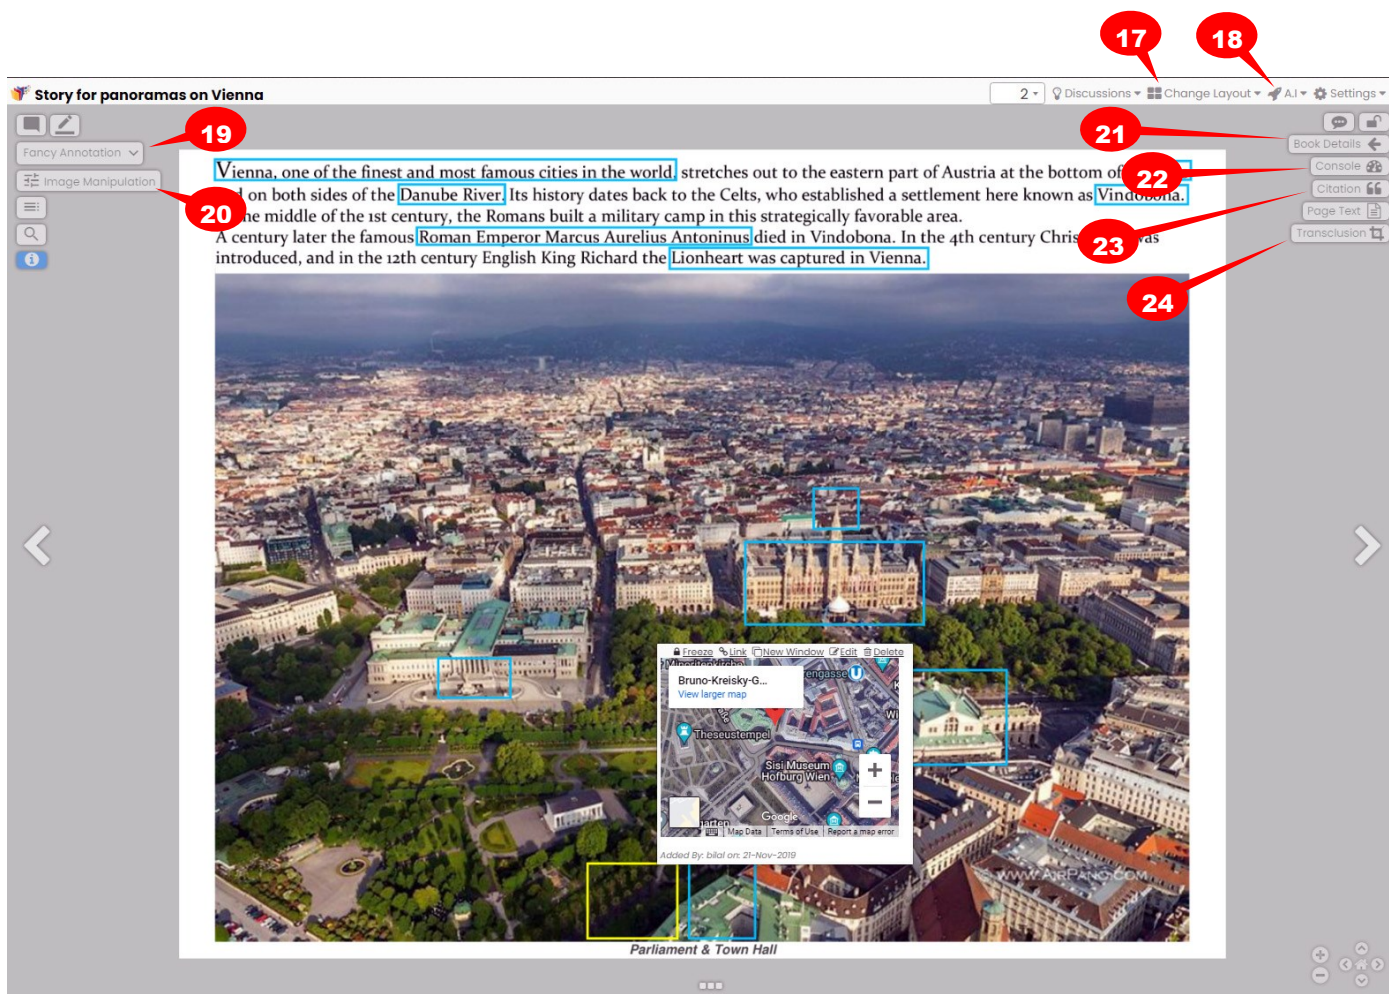 17
18
Story for panoramas on Vienna
2
Discussions
Change Layout
A.I
Settings
19
21
Fancy Annotation
Book Details
Vienna, one of the finest and most famous cities in the world, stretches out to the eastern part of Austria at the bottom of
22
Console
Image Manipulation
on both sides of the Danube River. Its history dates back to the Celts, who established a settlement here known as Vindobona.
Citation
20
middle of the 1st century, the Romans built a military camp in this strategically favorable area.
Page Text
A century later the famous Roman Emperor Marcus Aurelius Antoninus died in Vindobona. In the 4th century Chris
23
Transclusion
introduced, and in the 12th century English King Richard the Lionheart was captured in Vienna.
24
Freeze Link New Window Edit Delete
Minoritenkirche
Bruno-Kreisky-G...
View larger map
Theseustempel
Sisi Museum
Hofburg Wien
+
−
Google
Map Data Terms of Use Report a map error
Added By: bilal on: 21-Nov-2019
www.AirPano.com
Parliament & Town Hall